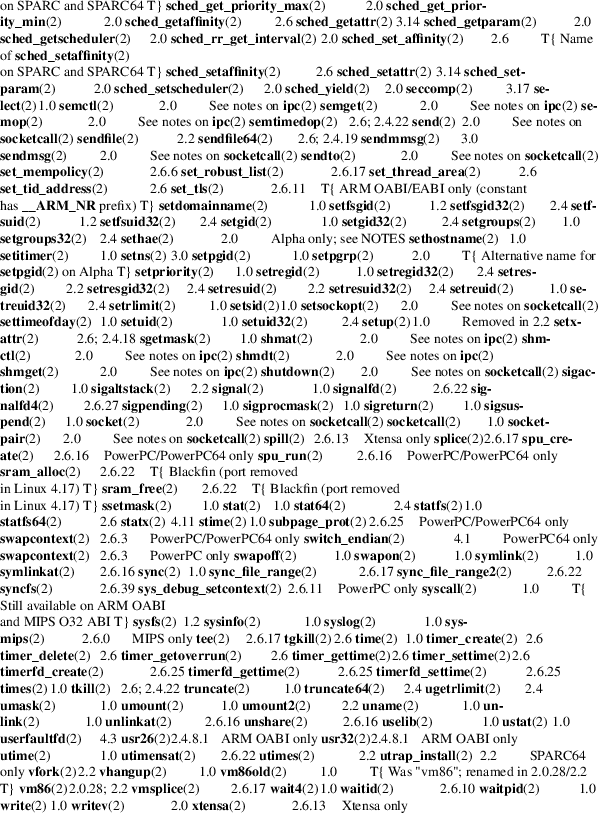 on SPARC and SPARC64 T} sched_get_priority_max(2) 2.0 sched_get_prior-
ity_min(2) 2.0 sched_getaffinity(2) 2.6 sched_getattr(2) 3.14 sched_getparam(2) 2.0
sched_getscheduler(2) 2.0 sched_rr_get_interval(2) 2.0 sched_set_affinity(2) 2.6 T{ Name
of sched_setaffinity(2)
on SPARC and SPARC64 T} sched_setaffinity(2) 2.6 sched_setattr(2) 3.14 sched_set-
param(2) 2.0 sched_setscheduler(2) 2.0 sched_yield(2) 2.0 seccomp(2) 3.17 se-
lect(2) 1.0 semctl(2) 2.0 See notes on ipc(2) semget(2) 2.0 See notes on ipc(2) se-
mop(2) 2.0 See notes on ipc(2) semtimedop(2) 2.6; 2.4.22 send(2) 2.0 See notes on
socketcall(2) sendfile(2) 2.2 sendfile64(2) 2.6; 2.4.19 sendmmsg(2) 3.0
sendmsg(2) 2.0 See notes on socketcall(2) sendto(2) 2.0 See notes on socketcall(2)
set_mempolicy(2) 2.6.6 set_robust_list(2) 2.6.17 set_thread_area(2) 2.6
set_tid_address(2) 2.6 set_tls(2) 2.6.11 T{ ARM OABI/EABI only (constant
has __ARM_NR prefix) T} setdomainname(2) 1.0 setfsgid(2) 1.2 setfsgid32(2) 2.4 setf-
suid(2) 1.2 setfsuid32(2) 2.4 setgid(2) 1.0 setgid32(2) 2.4 setgroups(2) 1.0
setgroups32(2) 2.4 sethae(2) 2.0 Alpha only; see NOTES sethostname(2) 1.0
setitimer(2) 1.0 setns(2) 3.0 setpgid(2) 1.0 setpgrp(2) 2.0 T{ Alternative name for
setpgid(2) on Alpha T} setpriority(2) 1.0 setregid(2) 1.0 setregid32(2) 2.4 setres-
gid(2) 2.2 setresgid32(2) 2.4 setresuid(2) 2.2 setresuid32(2) 2.4 setreuid(2) 1.0 se-
treuid32(2) 2.4 setrlimit(2) 1.0 setsid(2) 1.0 setsockopt(2) 2.0 See notes on socketcall(2)
settimeofday(2) 1.0 setuid(2) 1.0 setuid32(2) 2.4 setup(2) 1.0 Removed in 2.2 setx-
attr(2) 2.6; 2.4.18 sgetmask(2) 1.0 shmat(2) 2.0 See notes on ipc(2) shm-
ctl(2) 2.0 See notes on ipc(2) shmdt(2) 2.0 See notes on ipc(2)
shmget(2) 2.0 See notes on ipc(2) shutdown(2) 2.0 See notes on socketcall(2) sigac-
tion(2) 1.0 sigaltstack(2) 2.2 signal(2) 1.0 signalfd(2) 2.6.22 sig-
nalfd4(2) 2.6.27 sigpending(2) 1.0 sigprocmask(2) 1.0 sigreturn(2) 1.0 sigsus-
pend(2) 1.0 socket(2) 2.0 See notes on socketcall(2) socketcall(2) 1.0 socket-
pair(2) 2.0 See notes on socketcall(2) spill(2) 2.6.13 Xtensa only splice(2)2.6.17 spu_cre-
ate(2) 2.6.16 PowerPC/PowerPC64 only spu_run(2) 2.6.16 PowerPC/PowerPC64 only
sram_alloc(2) 2.6.22 T{ Blackfin (port removed
in Linux 4.17) T} sram_free(2) 2.6.22 T{ Blackfin (port removed
in Linux 4.17) T} ssetmask(2) 1.0 stat(2) 1.0 stat64(2) 2.4 statfs(2) 1.0
statfs64(2) 2.6 statx(2) 4.11 stime(2) 1.0 subpage_prot(2) 2.6.25 PowerPC/PowerPC64 only
swapcontext(2) 2.6.3 PowerPC/PowerPC64 only switch_endian(2) 4.1 PowerPC64 only
swapcontext(2) 2.6.3 PowerPC only swapoff(2) 1.0 swapon(2) 1.0 symlink(2) 1.0
symlinkat(2) 2.6.16 sync(2) 1.0 sync_file_range(2) 2.6.17 sync_file_range2(2) 2.6.22
syncfs(2) 2.6.39 sys_debug_setcontext(2) 2.6.11 PowerPC only syscall(2) 1.0 T{
Still available on ARM OABI
and MIPS O32 ABI T} sysfs(2) 1.2 sysinfo(2) 1.0 syslog(2) 1.0 sys-
mips(2) 2.6.0 MIPS only tee(2) 2.6.17 tgkill(2) 2.6 time(2) 1.0 timer_create(2) 2.6
timer_delete(2) 2.6 timer_getoverrun(2) 2.6 timer_gettime(2) 2.6 timer_settime(2) 2.6
timerfd_create(2) 2.6.25 timerfd_gettime(2) 2.6.25 timerfd_settime(2) 2.6.25
times(2) 1.0 tkill(2) 2.6; 2.4.22 truncate(2) 1.0 truncate64(2) 2.4 ugetrlimit(2) 2.4
umask(2) 1.0 umount(2) 1.0 umount2(2) 2.2 uname(2) 1.0 un-
link(2) 1.0 unlinkat(2) 2.6.16 unshare(2) 2.6.16 uselib(2) 1.0 ustat(2) 1.0
userfaultfd(2) 4.3 usr26(2)2.4.8.1 ARM OABI only usr32(2)2.4.8.1 ARM OABI only
utime(2) 1.0 utimensat(2) 2.6.22 utimes(2) 2.2 utrap_install(2) 2.2 SPARC64
only vfork(2) 2.2 vhangup(2) 1.0 vm86old(2) 1.0 T{ Was "vm86"; renamed in 2.0.28/2.2
T} vm86(2) 2.0.28; 2.2 vmsplice(2) 2.6.17 wait4(2) 1.0 waitid(2) 2.6.10 waitpid(2) 1.0
write(2) 1.0 writev(2) 2.0 xtensa(2) 2.6.13 Xtensa only